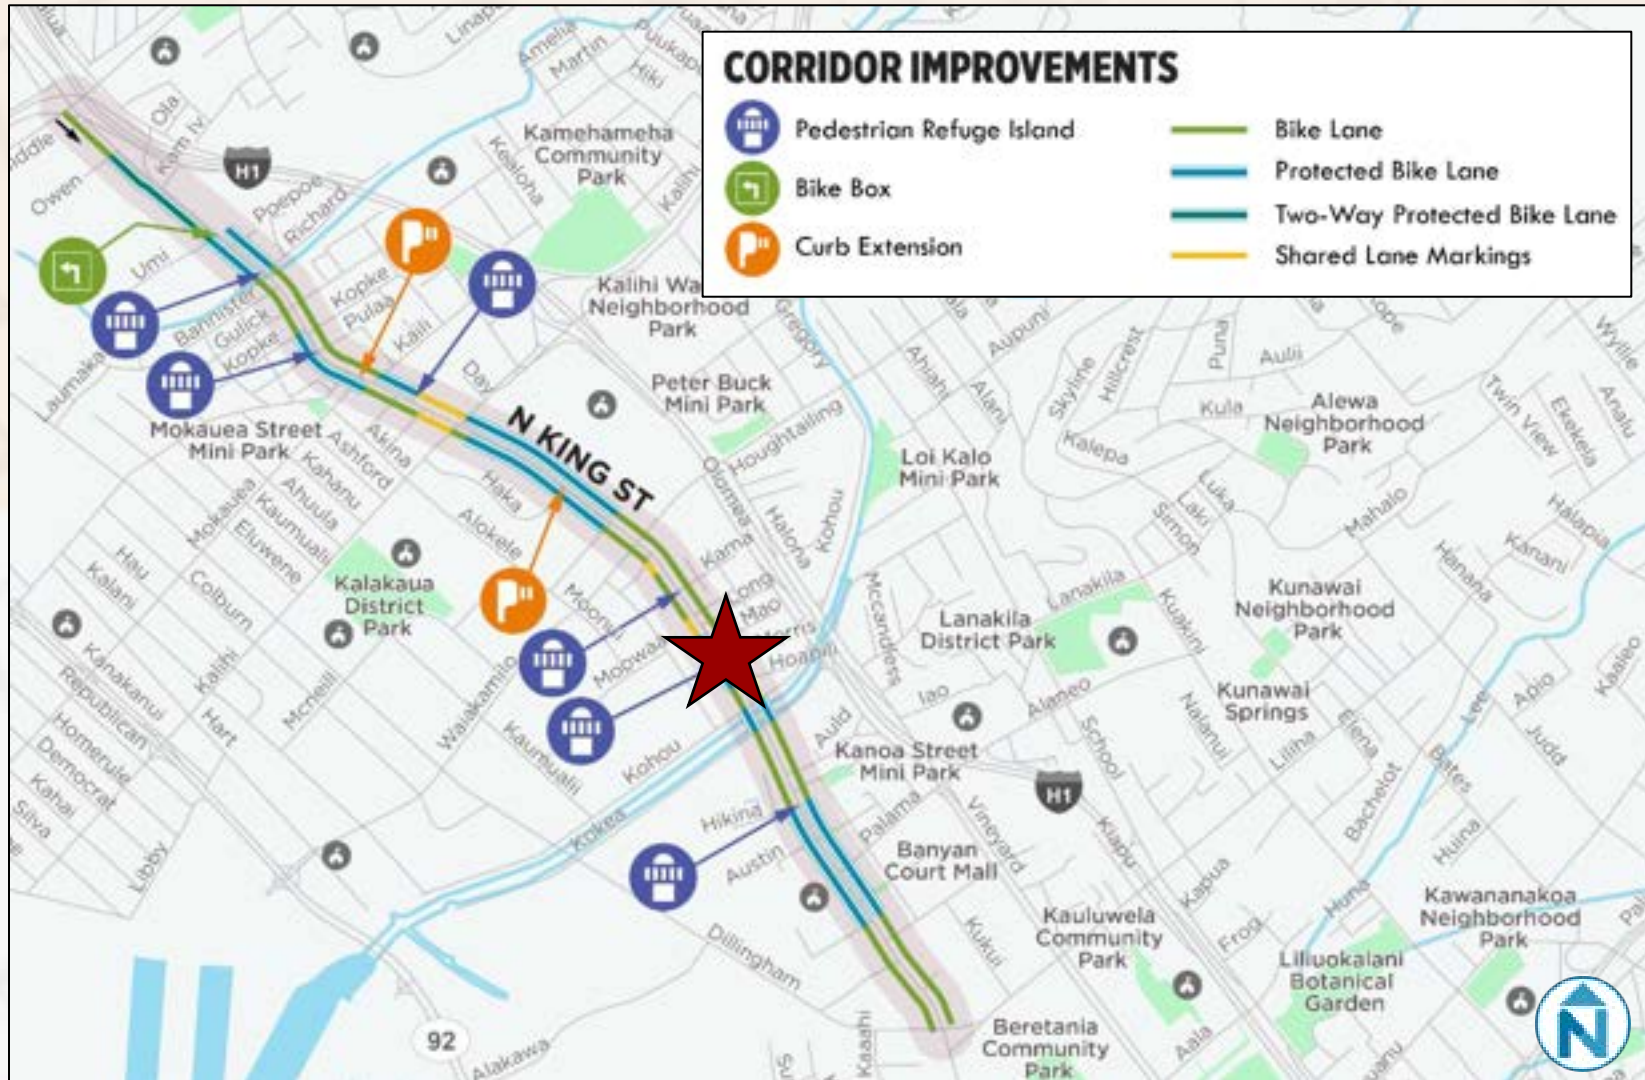 CORRIDOR IMPROVEMENTS
Pedestrian Refuge Island
Bike Box
Curb Extension
Bike Lane
Protected Bike Lane
Two-Way Protected Bike Lane
Shared Lane Markings
Amelia
Martin
Hiki
Ola
Kam Iv
H1
Owen
Poepoe
Richard
Kealoha
Kamehameha
Community
Park
Kalihi
Umi
Bannister
Gulick
Kopke
Kopke
Pulaa
Kaili
Day
Kalihi Wa
Neighborhood
Park
Gregory
Laumaka
Mokauea Street
Mini Park
Akina
Ashford
Kahanu
Ahuula
Kaumualii
Eluwene
Mokauea
N KING ST
Peter Buck
Mini Park
Houghtailing
Olomea
Halona
Kohou
Loi Kalo
Mini Park
Ahiahi
Alani
Aupuni
Skyline
Hillcrest
Puna
Aulii
Kula
Kalepa
Alewa
Neighborhood
Park
Twin View
Ekekela
Analu
Wyllie
Luka
Laki
Simon
Mahalo
Halapia
Kanani
Hanana
Haka
Alokele
Kama
Long
Mao
Morris
Hoapili
Hau
Kalani
Colburn
Kalakaua
District
Park
Moonui
Mccandless
Lanakila
Lanakila
District Park
Kuakini
Kunawai
Neighborhood
Park
Kanakanui
Republican
Kalihi
Hart
Mcneill
Waiakamilo
Kaumualii
Kohou
Iao
Alaneo
Auld
School
Nalanui
Kunawai
Springs
Liliha
Elena
Lee
Apio
Judd
Kaleo
Homerule
Democrat
Kahai
Silva
Libby
Kokea
Kanoa Street
Mini Park
H1
Bates
Bachelot
Huina
Hikina
Austin
Palama
Vineyard
Banyan
Court Mall
Kiapu
Kapua
Frog
Huna
Kukui
Dillingham
Kauluwela
Community
Park
Kawananakoa
Neighborhood
Park
Liliuokalani
Botanical
Garden
92
Alakawa
Kaaahi
Beretania
Community
Park
Aala
N